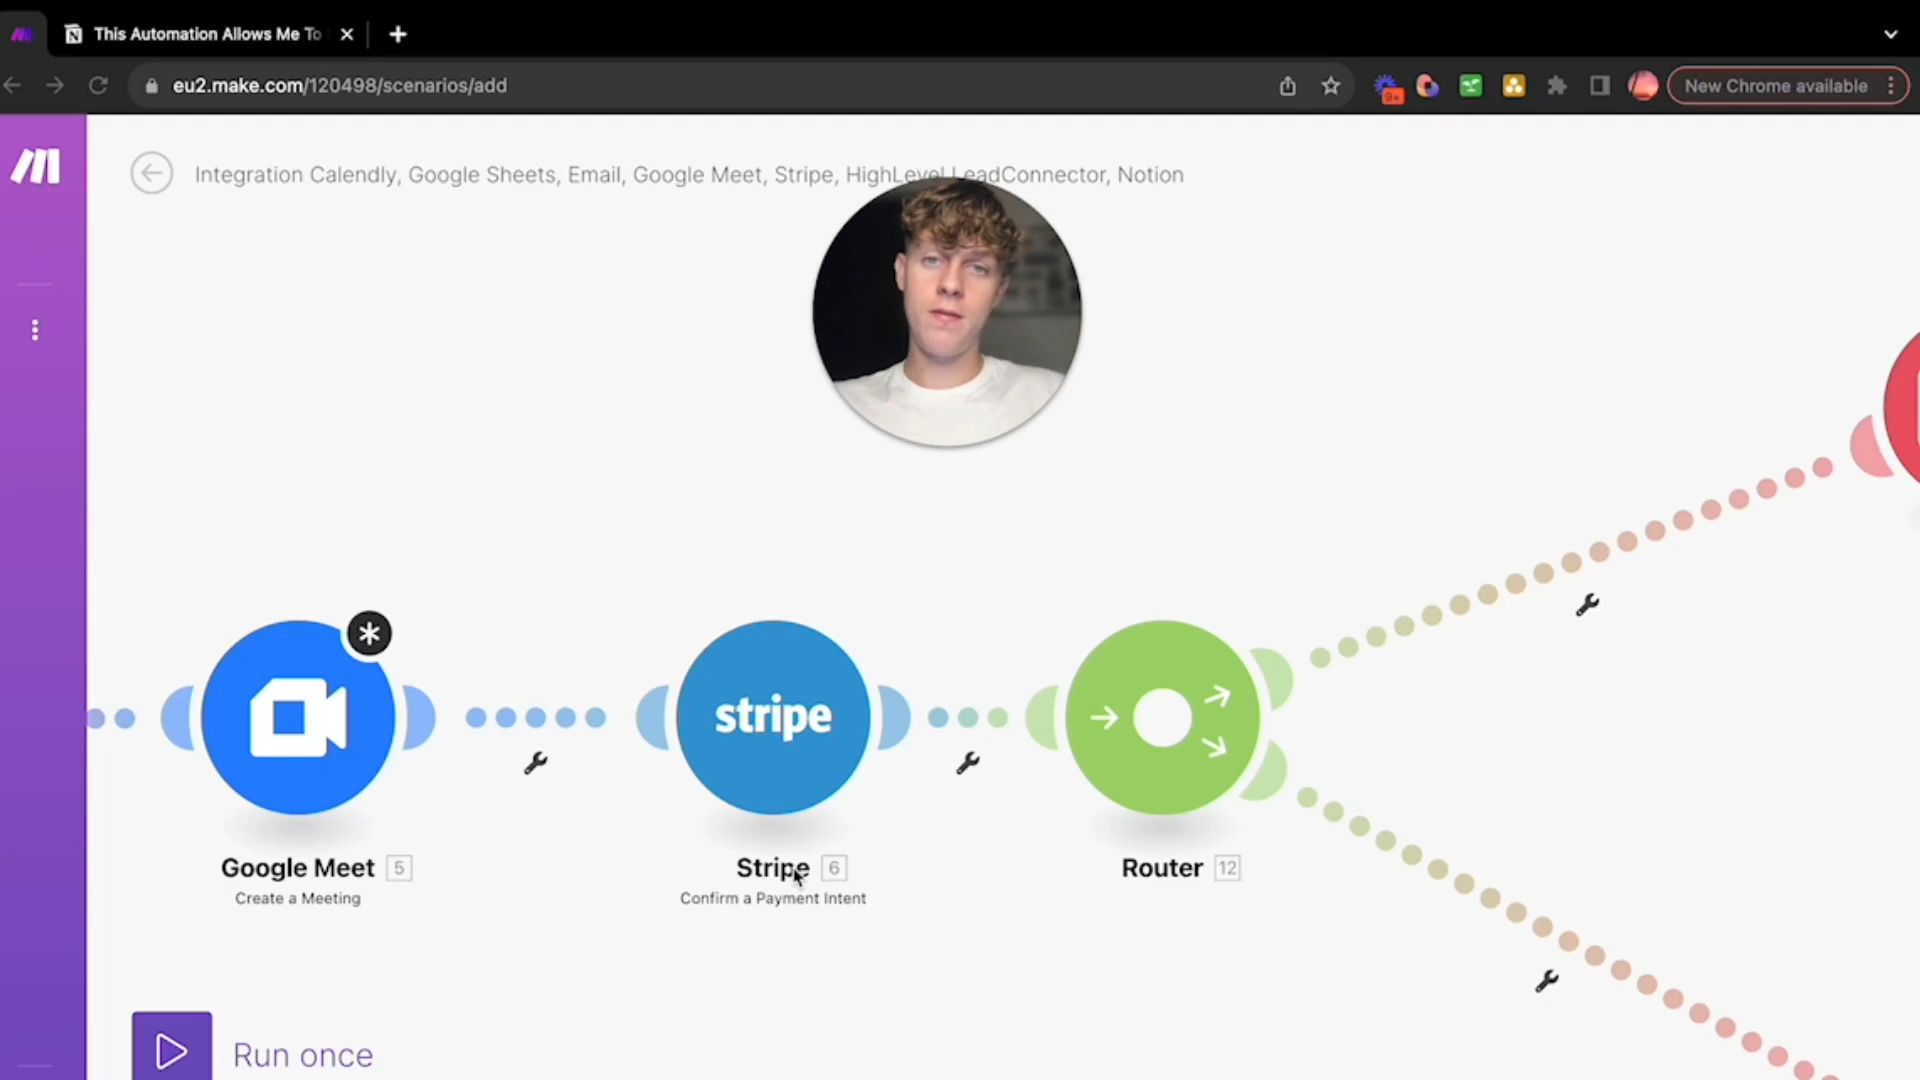 This Automation Allows Me To
eu2.make.com/120498/scenarios/add
9+
New Chrome available
Integration Calendly, Google Sheets, Email, Google Meet, Stripe, HighLevel LeadConnector, Notion
stripe
Google Meet 5
Create a Meeting
Stripe 6
Confirm a Payment Intent
Router 12
Run once